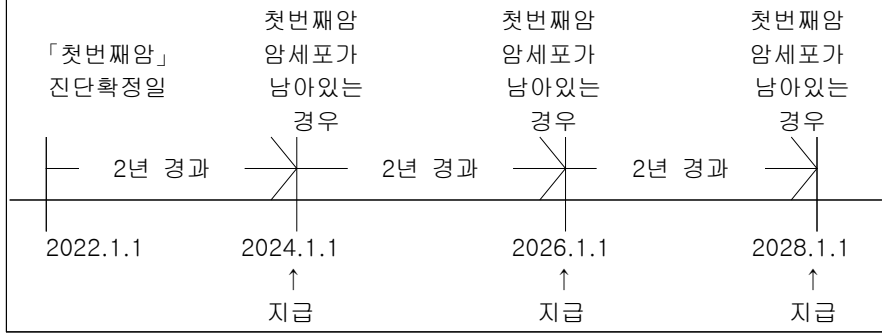 「첫번째암」
진단확정일
첫번째암
암세포가
남아있는
경우
첫번째암
암세포가
남아있는
경우
첫번째암
암세포가
남아있는
경우
2년 경과
2년 경과
2년 경과
2022.1.1
2024.1.1
2026.1.1
2028.1.1
↑
지급
↑
지급
↑
지급